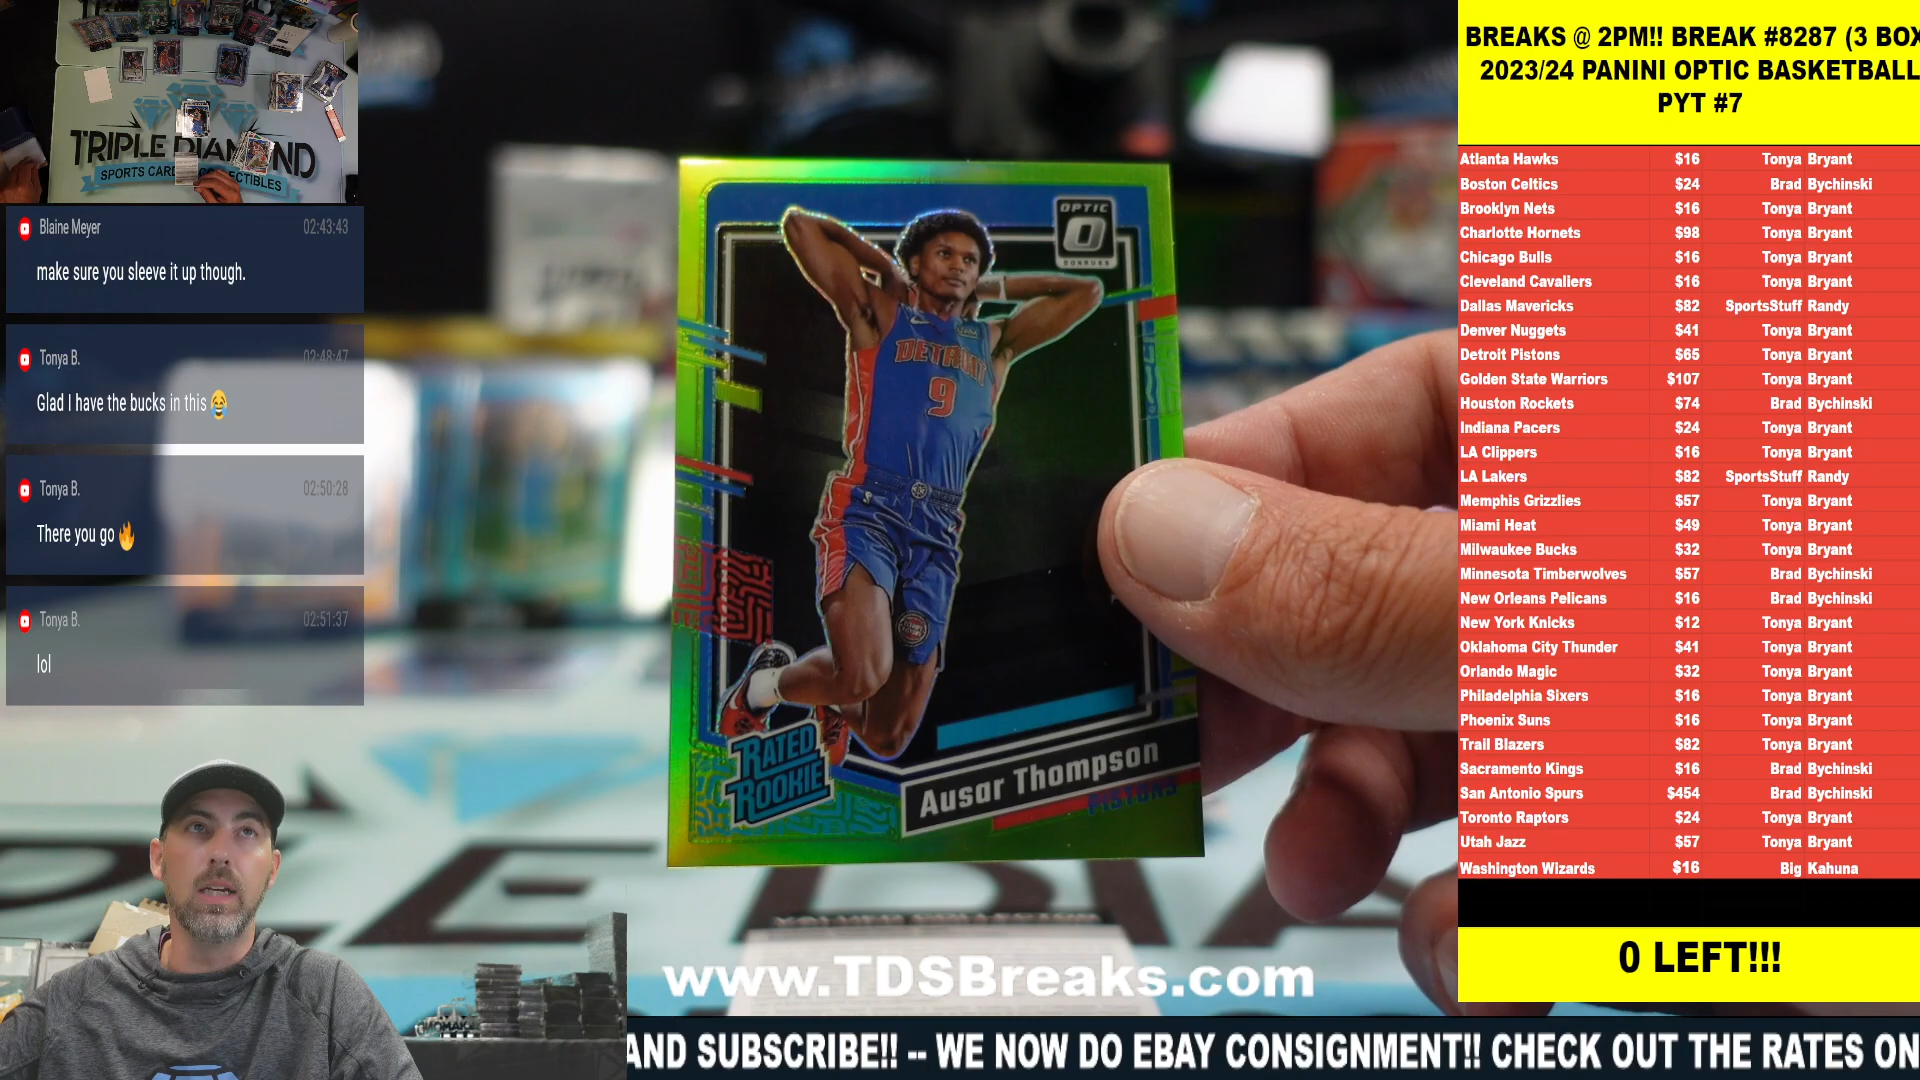 TRIPLE DIAMOND
SPORTS CARDS COLLECTIBLES
Blaine Meyer 02:43:43
make sure you sleeve it up though.
Tonya B. 02:48:47
Glad I have the bucks in this 😂
Tonya B. 02:50:28
There you go 🔥
Tonya B. 02:51:37
lol
OPTIC
DONRUSS
DETROIT
9
RATED
ROOKIE
Ausar Thompson
PISTONS
www.TDSBreaks.com
BREAKS @ 2PM!! BREAK #8287 (3 BOX
2023/24 PANINI OPTIC BASKETBALL
PYT #7
Atlanta Hawks $16 Tonya Bryant
Boston Celtics $24 Brad Bychinski
Brooklyn Nets $16 Tonya Bryant
Charlotte Hornets $98 Tonya Bryant
Chicago Bulls $16 Tonya Bryant
Cleveland Cavaliers $16 Tonya Bryant
Dallas Mavericks $82 SportsStuff Randy
Denver Nuggets $41 Tonya Bryant
Detroit Pistons $65 Tonya Bryant
Golden State Warriors $107 Tonya Bryant
Houston Rockets $74 Brad Bychinski
Indiana Pacers $24 Tonya Bryant
LA Clippers $16 Tonya Bryant
LA Lakers $82 SportsStuff Randy
Memphis Grizzlies $57 Tonya Bryant
Miami Heat $49 Tonya Bryant
Milwaukee Bucks $32 Tonya Bryant
Minnesota Timberwolves $57 Brad Bychinski
New Orleans Pelicans $16 Brad Bychinski
New York Knicks $12 Tonya Bryant
Oklahoma City Thunder $41 Tonya Bryant
Orlando Magic $32 Tonya Bryant
Philadelphia Sixers $16 Tonya Bryant
Phoenix Suns $16 Tonya Bryant
Trail Blazers $82 Tonya Bryant
Sacramento Kings $16 Brad Bychinski
San Antonio Spurs $454 Brad Bychinski
Toronto Raptors $24 Tonya Bryant
Utah Jazz $57 Tonya Bryant
Washington Wizards $16 Big Kahuna
0 LEFT!!!
AND SUBSCRIBE!! -- WE NOW DO EBAY CONSIGNMENT!! CHECK OUT THE RATES ON